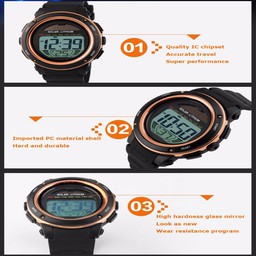 01
Quality IC chipset
Accurate travel
Super performance
02
Imported PC material shell
Hard and durable
03
High hardness glass mirror
Look as new
Wear resistance program